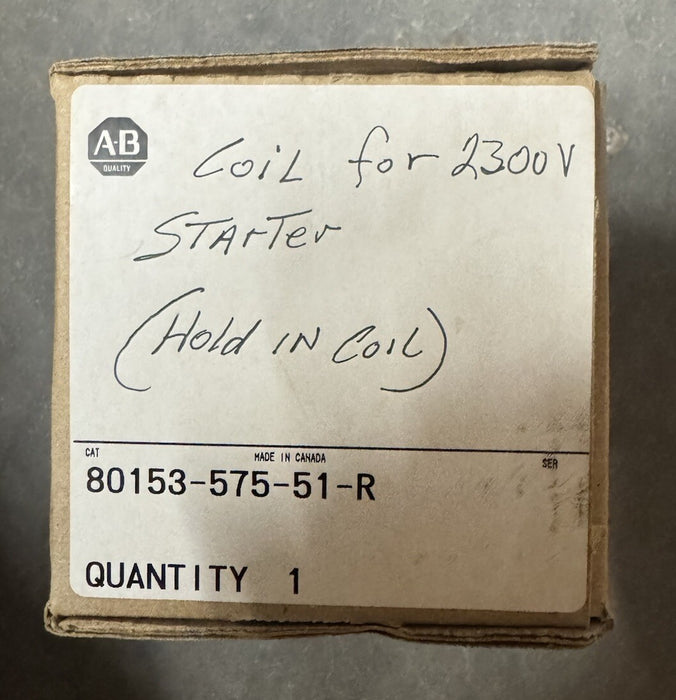 A-B
QUALITY
Coil for 2300V
STArTer
(Hold IN COIL)
CAT
MADE IN CANADA
SER
80153-575-51-R
QUANTITY 1